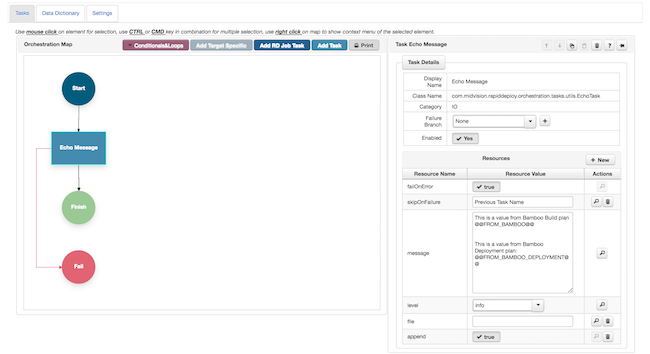 Tasks
Data Dictionary
Settings
Use mouse click on element for selection, use CTRL or CMD key in combination for multiple selection, use right click on map to show context menu of the selected element.
Orchestration Map
Conditionals&Loops
Add Target Specific
Add RD Job Task
Add Task
Print
Start
Echo Message
Finish
Fail
Task Echo Message
?
Task Details
Display
Name
Echo Message
Class Name
com.midvision.rapiddeploy.orchestration.tasks.utils.EchoTask
Category
IO
Failure
Branch
None
+
Enabled
Yes
Resources
+ New
Resource Name
Resource Value
Actions
failOnError
true
skipOnFailure
Previous Task Name
message
This is a value from Bamboo Build plan
@@FROM_BAMBOO@@
This is a value from Bamboo
Deployment plan:
@@FROM_BAMBOO_DEPLOYMENT@
@
level
info
file
append
true